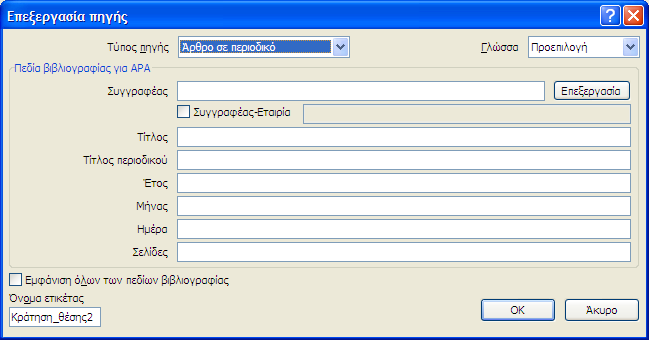 Επεξεργασία πηγής
Τύπος πηγής Άρθρο σε περιοδικό Γλώσσα Προεπιλογή
Πεδία βιβλιογραφίας για APA
Συγγραφέας Επεξεργασία
Συγγραφέας-Εταιρία
Τίτλος
Τίτλος περιοδικού
Έτος
Μήνας
Ημέρα
Σελίδες
Εμφάνιση όλων των πεδίων βιβλιογραφίας
Όνομα ετικέτας
Κράτηση_θέσης2 OK Άκυρο